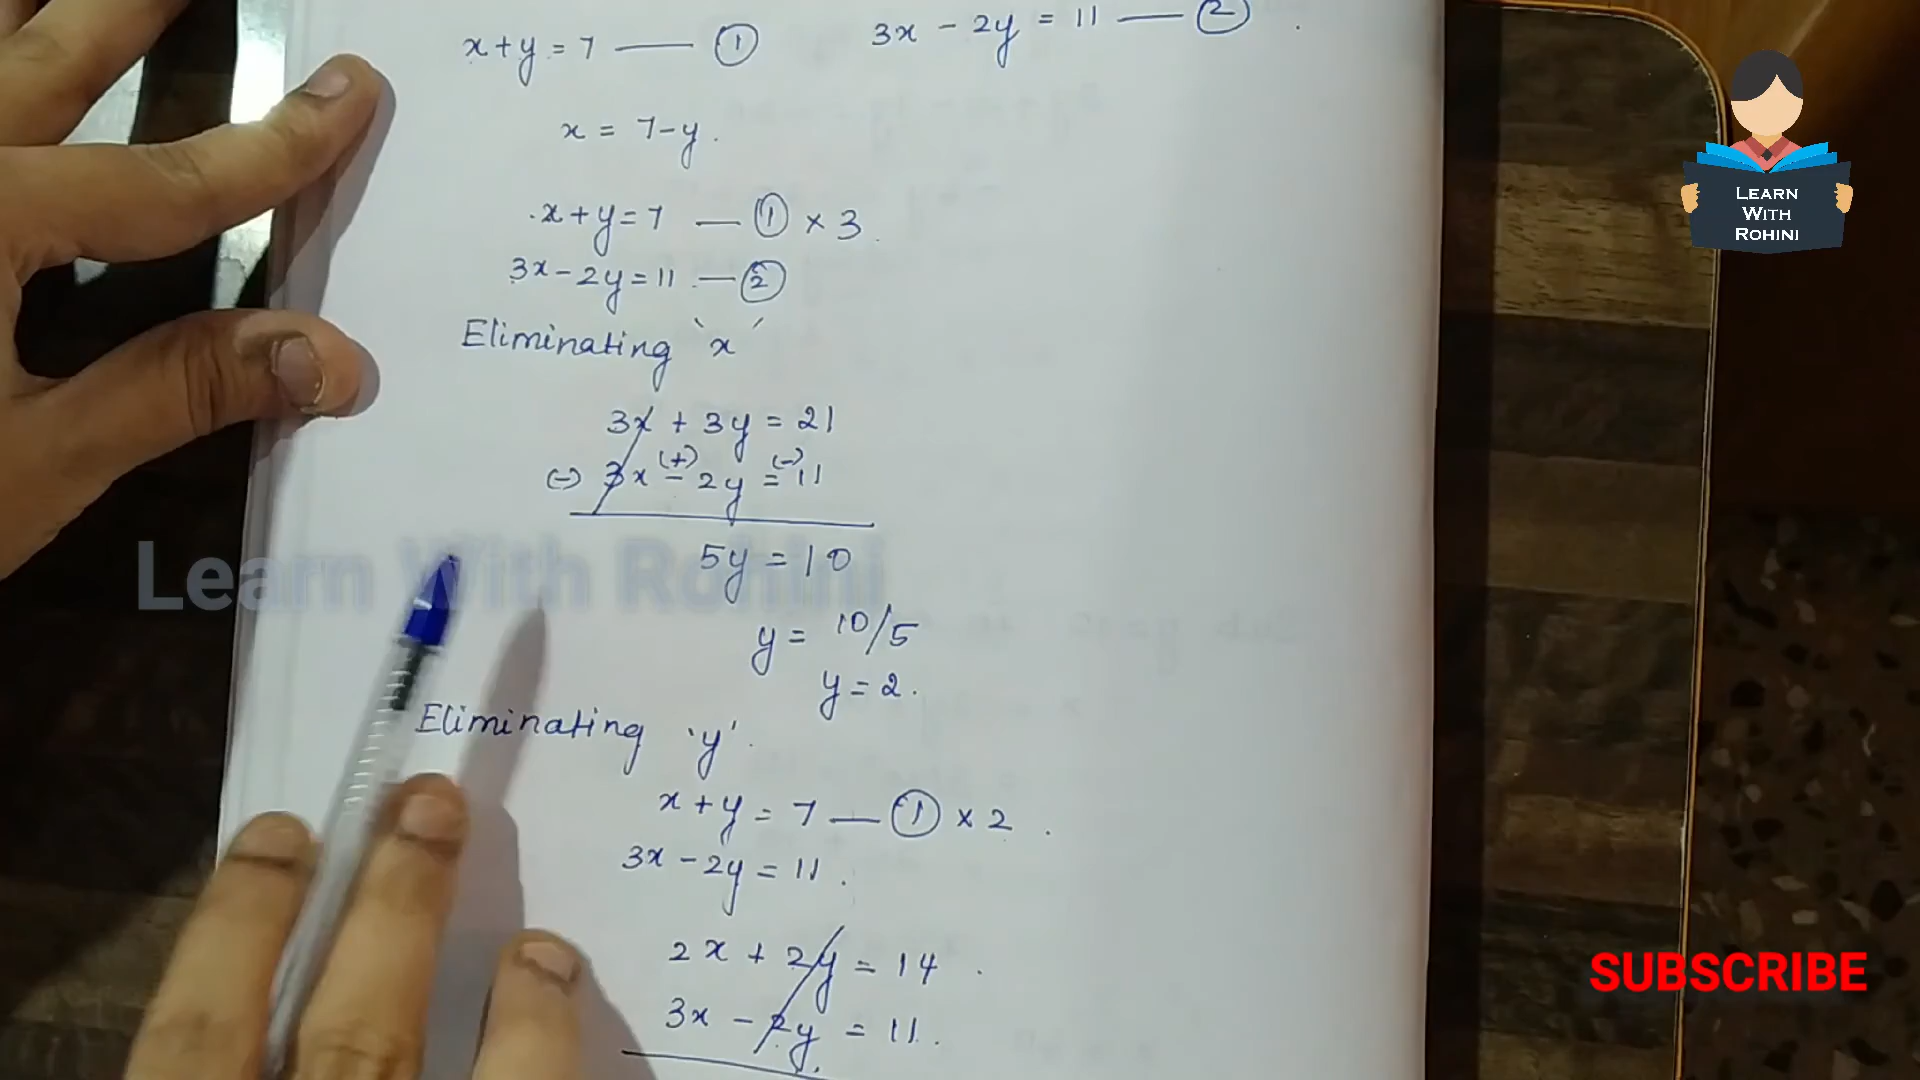 x + y = 7 — ①
3x - 2y = 11 — ②
x = 7 - y.
x + y = 7 — ① × 3
3x - 2y = 11 — ②
Eliminating 'x'
3x + 3y = 21
(-) 3x (+) - 2y = (-) 11
5y = 10
y = 10/5
y = 2.
Eliminating 'y'.
x + y = 7 — ① × 2
3x - 2y = 11.
2x + 2y = 14
3x - 2y = 11.
LEARN
WITH
ROHINI
Learn With Rohini
SUBSCRIBE